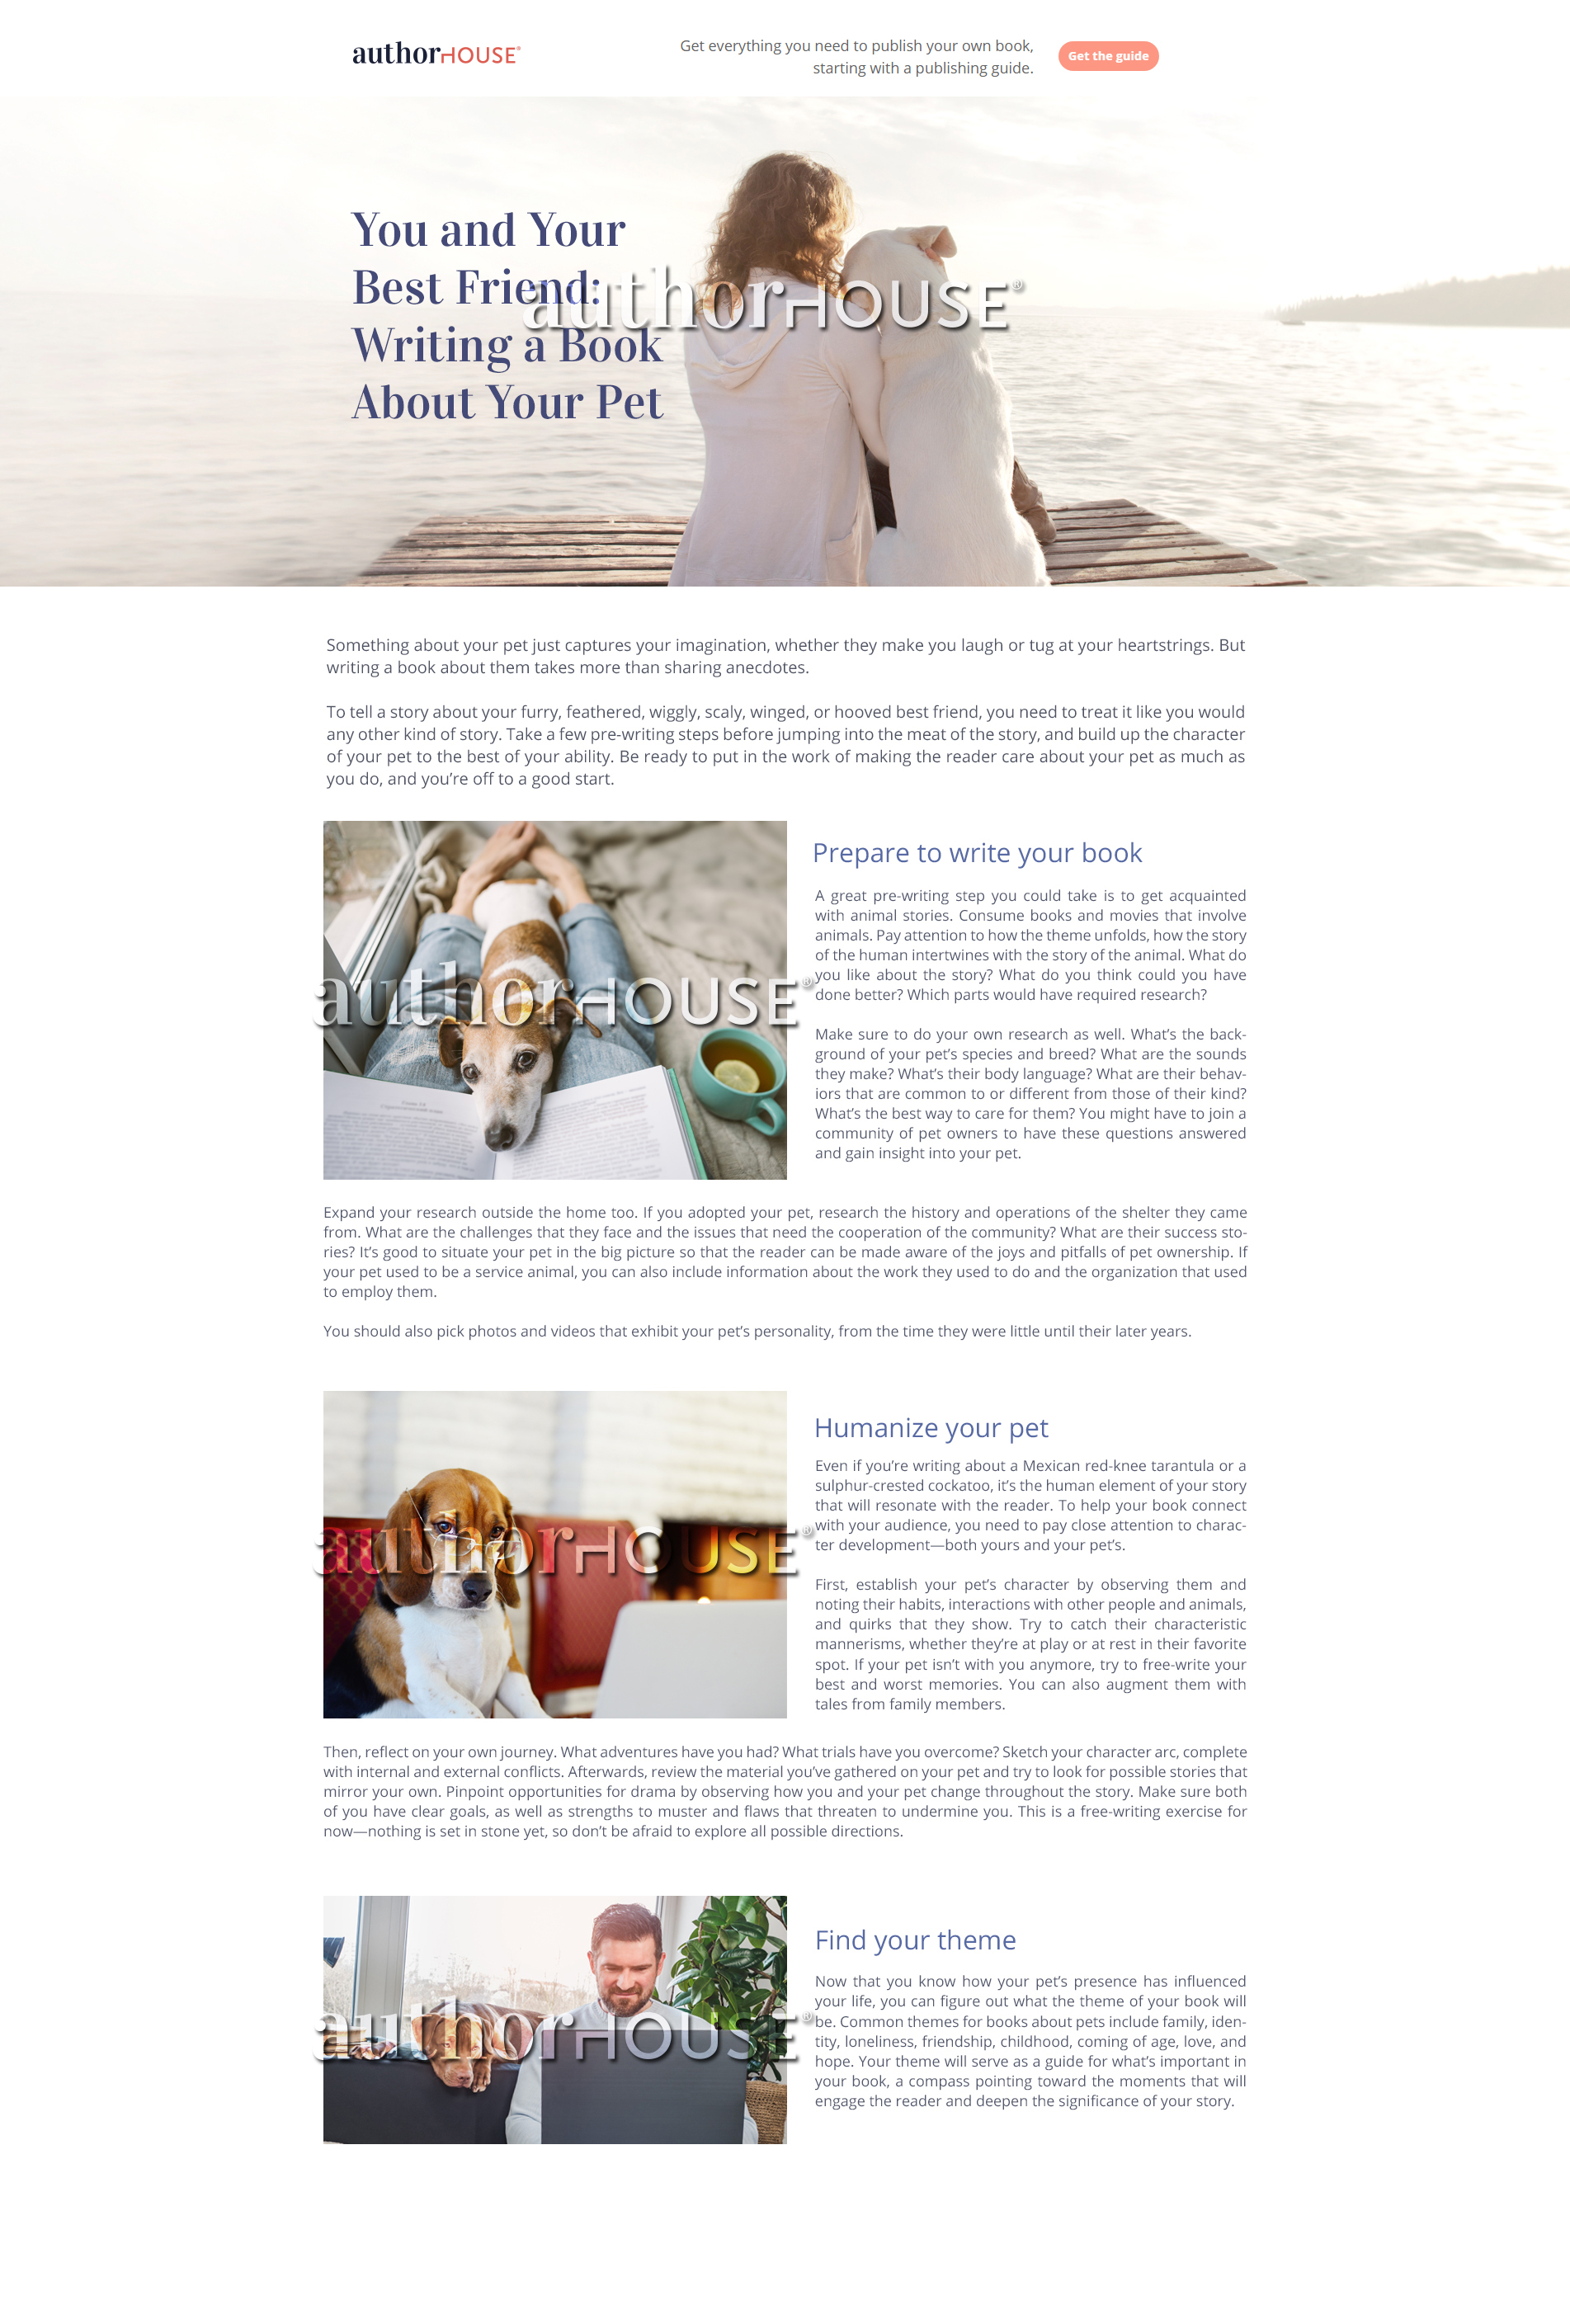 authorHOUSE®
Get everything you need to publish your own book,
starting with a publishing guide.
Get the guide
You and Your
Best Friend:
Writing a Book
About Your Pet
authorHOUSE®
Something about your pet just captures your imagination, whether they make you laugh or tug at your heartstrings. But
writing a book about them takes more than sharing anecdotes.
To tell a story about your furry, feathered, wiggly, scaly, winged, or hooved best friend, you need to treat it like you would
any other kind of story. Take a few pre-writing steps before jumping into the meat of the story, and build up the character
of your pet to the best of your ability. Be ready to put in the work of making the reader care about your pet as much as
you do, and you’re off to a good start.
authorHOUSE®
Prepare to write your book
A great pre-writing step you could take is to get acquainted
with animal stories. Consume books and movies that involve
animals. Pay attention to how the theme unfolds, how the story
of the human intertwines with the story of the animal. What do
you like about the story? What do you think could you have
done better? Which parts would have required research?
Make sure to do your own research as well. What’s the back-
ground of your pet’s species and breed? What are the sounds
they make? What’s their body language? What are their behav-
iors that are common to or different from those of their kind?
What’s the best way to care for them? You might have to join a
community of pet owners to have these questions answered
and gain insight into your pet.
Expand your research outside the home too. If you adopted your pet, research the history and operations of the shelter they came
from. What are the challenges that they face and the issues that need the cooperation of the community? What are their success sto-
ries? It’s good to situate your pet in the big picture so that the reader can be made aware of the joys and pitfalls of pet ownership. If
your pet used to be a service animal, you can also include information about the work they used to do and the organization that used
to employ them.
You should also pick photos and videos that exhibit your pet’s personality, from the time they were little until their later years.
authorHOUSE®
Humanize your pet
Even if you’re writing about a Mexican red-knee tarantula or a
sulphur-crested cockatoo, it’s the human element of your story
that will resonate with the reader. To help your book connect
with your audience, you need to pay close attention to charac-
ter development—both yours and your pet’s.
First, establish your pet’s character by observing them and
noting their habits, interactions with other people and animals,
and quirks that they show. Try to catch their characteristic
mannerisms, whether they’re at play or at rest in their favorite
spot. If your pet isn’t with you anymore, try to free-write your
best and worst memories. You can also augment them with
tales from family members.
Then, reflect on your own journey. What adventures have you had? What trials have you overcome? Sketch your character arc, complete
with internal and external conflicts. Afterwards, review the material you’ve gathered on your pet and try to look for possible stories that
mirror your own. Pinpoint opportunities for drama by observing how you and your pet change throughout the story. Make sure both
of you have clear goals, as well as strengths to muster and flaws that threaten to undermine you. This is a free-writing exercise for
now—nothing is set in stone yet, so don’t be afraid to explore all possible directions.
authorHOUSE®
Find your theme
Now that you know how your pet’s presence has influenced
your life, you can figure out what the theme of your book will
be. Common themes for books about pets include family, iden-
tity, loneliness, friendship, childhood, coming of age, love, and
hope. Your theme will serve as a guide for what’s important in
your book, a compass pointing toward the moments that will
engage the reader and deepen the significance of your story.